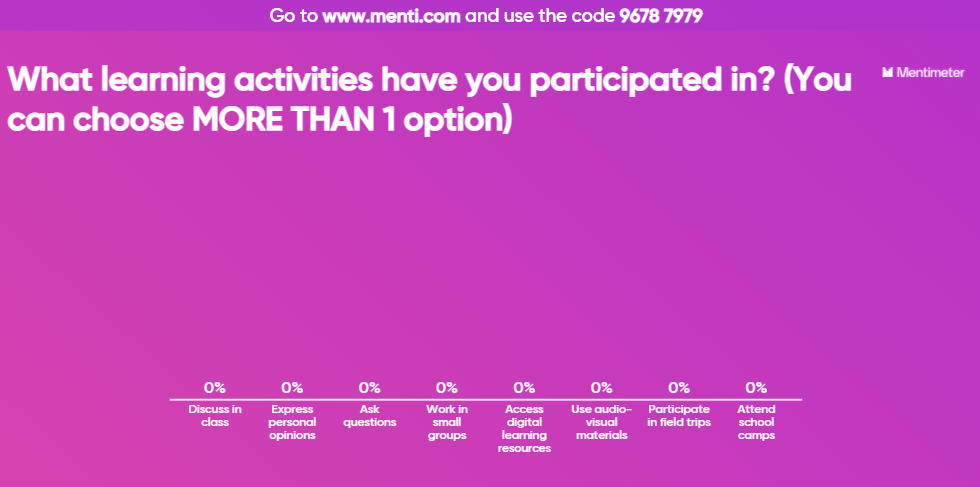 Go to www.menti.com and use the code 9678 7979
What learning activities have you participated in? (You
can choose MORE THAN 1 option)
Mentimeter
0% 0% 0% 0% 0% 0% 0% 0%
Discuss in
class
Express
personal
opinions
Ask
questions
Work in
small
groups
Access
digital
learning
resources
Use audio-
visual
materials
Participate
in field trips
Attend
school
camps